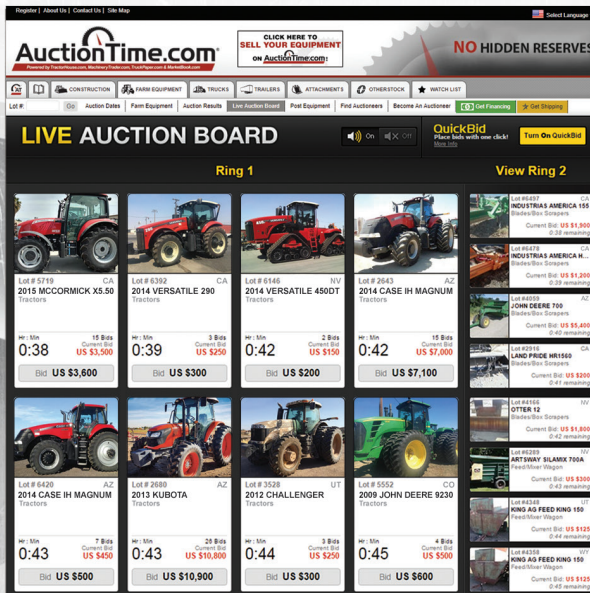 Register | About Us | Contact Us | Site Map
Select Language
AuctionTime.com
Powered by TractorHouse.com, MachineryTrader.com, TruckPaper.com & MarketBook.com
CLICK HERE TO
SELL YOUR EQUIPMENT
ON AuctionTime.com!
NO HIDDEN RESERVES
AT
CONSTRUCTION
FARM EQUIPMENT
TRUCKS
TRAILERS
ATTACHMENTS
OTHERSTOCK
WATCH LIST
Lot #:
Go
Auction Dates
Farm Equipment
Auction Results
Live Auction Board
Post Equipment
Find Auctioneers
Become An Auctioneer
Get Financing
Get Shipping
LIVE AUCTION BOARD
On
Off
QuickBid
Place bids with one click!
More Info
Turn On QuickBid
Ring 1
View Ring 2
Lot # 5719 CA
2015 MCCORMICK X5.50
Tractors
Hr : Min 15 Bids
Current Bid
0:38 US $3,500
Bid US $3,600
Lot # 6392 CA
2014 VERSATILE 290
Tractors
Hr : Min 3 Bids
Current Bid
0:39 US $250
Bid US $300
Lot # 6146 NV
2014 VERSATILE 450DT
Tractors
Hr : Min 2 Bids
Current Bid
0:42 US $150
Bid US $200
Lot # 2643 AZ
2014 CASE IH MAGNUM
Tractors
Hr : Min 15 Bids
Current Bid
0:42 US $7,000
Bid US $7,100
Lot # 6420 AZ
2014 CASE IH MAGNUM
Tractors
Hr : Min 7 Bids
Current Bid
0:43 US $450
Bid US $500
Lot # 2680 AZ
2013 KUBOTA
Tractors
Hr : Min 26 Bids
Current Bid
0:43 US $10,800
Bid US $10,900
Lot # 3528 UT
2012 CHALLENGER
Tractors
Hr : Min 3 Bids
Current Bid
0:44 US $250
Bid US $300
Lot # 5552 CO
2009 JOHN DEERE 9230
Tractors
Hr : Min 4 Bids
Current Bid
0:45 US $500
Bid US $600
Lot #6497 CA
INDUSTRIAS AMERICA 155
Blades/Box Scrapers
Current Bid: US $1,900
0:38 remaining
Lot #6478 CA
INDUSTRIAS AMERICA H...
Blades/Box Scrapers
Current Bid: US $1,200
0:39 remaining
Lot #4059 AZ
JOHN DEERE 700
Blades/Box Scrapers
Current Bid: US $5,400
0:40 remaining
Lot #2916 CA
LAND PRIDE HR1560
Blades/Box Scrapers
Current Bid: US $200
0:41 remaining
Lot #4166 NV
OTTER 12
Blades/Box Scrapers
Current Bid: US $1,800
0:42 remaining
Lot #6289 NV
ARTSWAY SILAMIX 700A
Feed/Mixer Wagon
Current Bid: US $300
0:43 remaining
Lot #4348 UT
KING AG FEED KING 150
Feed/Mixer Wagon
Current Bid: US $125
0:44 remaining
Lot #4358 WY
KING AG FEED KING 150
Feed/Mixer Wagon
Current Bid: US $125
0:45 remaining